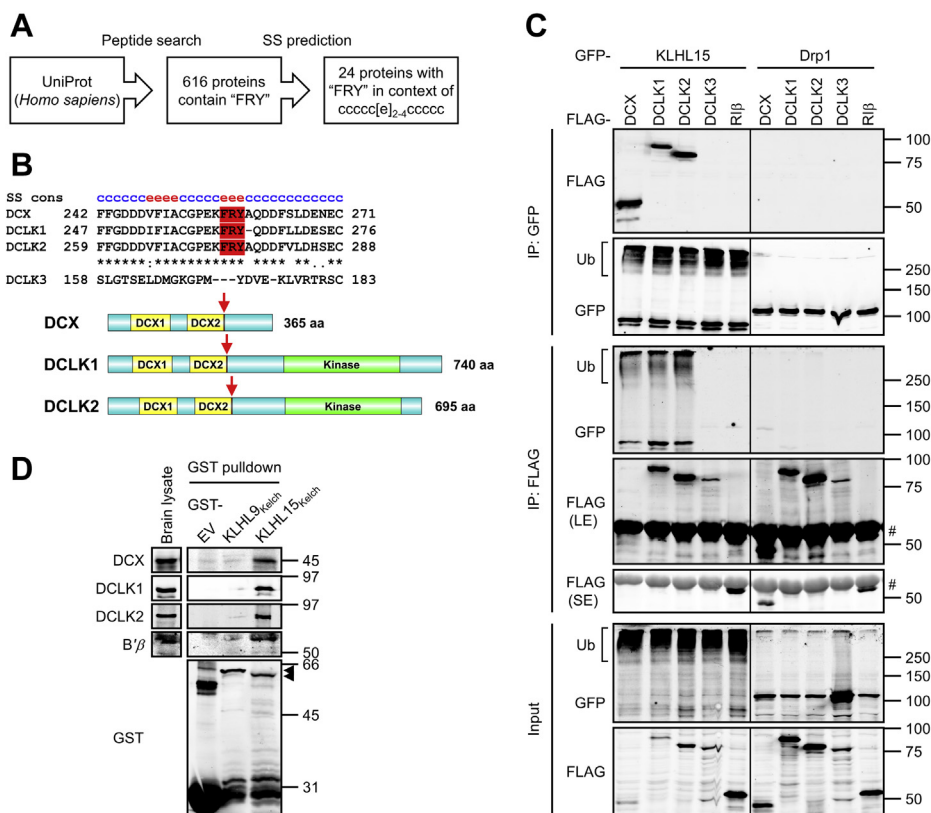 A
Peptide search
SS prediction
UniProt
(Homo sapiens)
616 proteins
contain "FRY"
24 proteins with
"FRY" in context of
ccccc[e]2-4ccccc
B
SS cons cccccceeeecccccceeecccccccccccc
DCX 242 FFGDDDVFIACGPEKFRYAQDDFSLDENEC 271
DCLK1 247 FFGDDDIFIACGPEKFRY-QDDFLLDENEC 276
DCLK2 259 FFGDDDVFIACGPEKFRYAQDDFVLDHSEC 288
******:*********** ****.**..**
DCLK3 158 SLGTSELDMGKGPM---YDVE-KLVRTRSC 183
DCX DCX1 DCX2 365 aa
DCLK1 DCX1 DCX2 Kinase 740 aa
DCLK2 DCX1 DCX2 Kinase 695 aa
C
GFP- KLHL15 Drp1
FLAG- DCX DCLK1 DCLK2 DCLK3 RIβ DCX DCLK1 DCLK2 DCLK3 RIβ
IP: GFP
FLAG
100
75
50
Ub
GFP
250
150
100
IP: FLAG
Ub
GFP
250
150
100
FLAG
(LE)
100
75
#
50
FLAG
(SE)
#
50
Input
Ub
GFP
250
150
100
FLAG
100
75
50
D
Brain lysate
GST pulldown
GST-
EV
KLHL9Kelch
KLHL15Kelch
DCX 45
DCLK1 97
DCLK2 97
B'β 50
GST
66
45
31